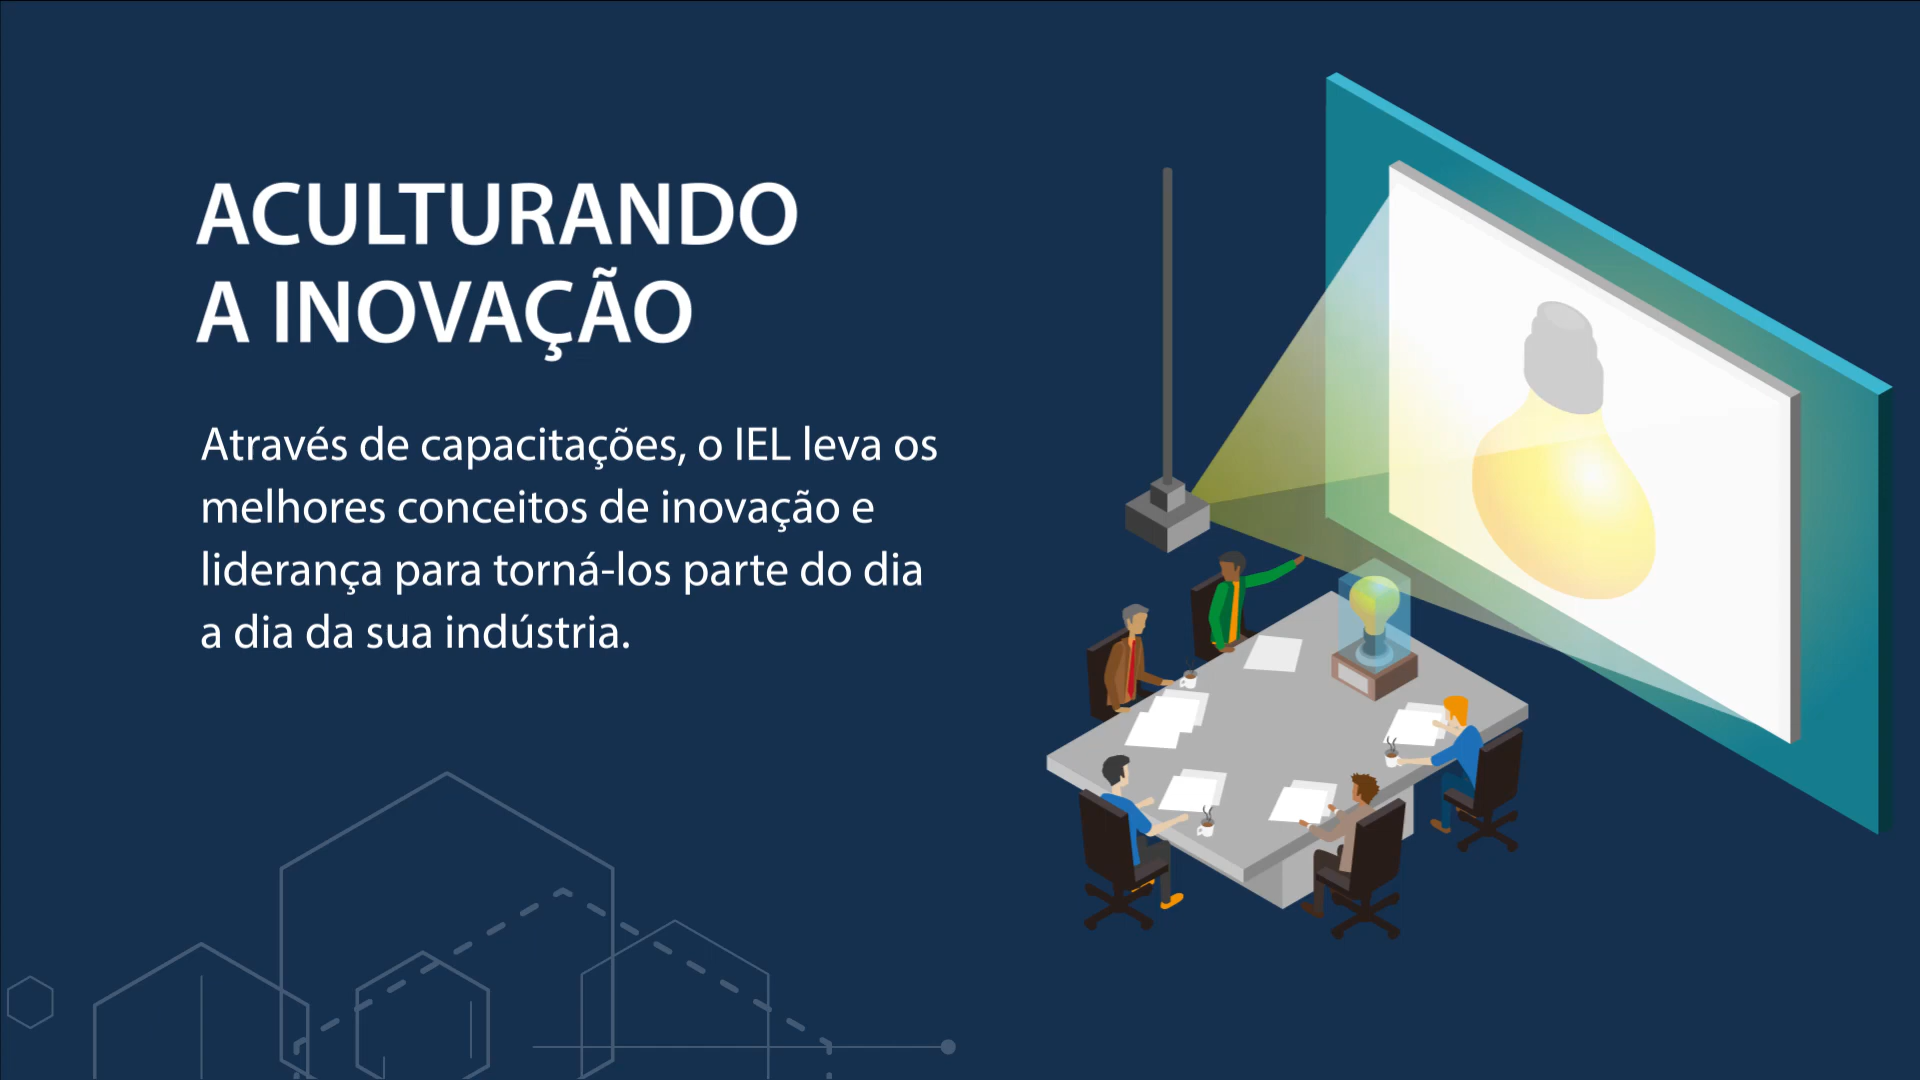 ACULTURANDO
A INOVAÇÃO
Através de capacitações, o IEL leva os
melhores conceitos de inovação e
liderança para torná-los parte do dia
a dia da sua indústria.